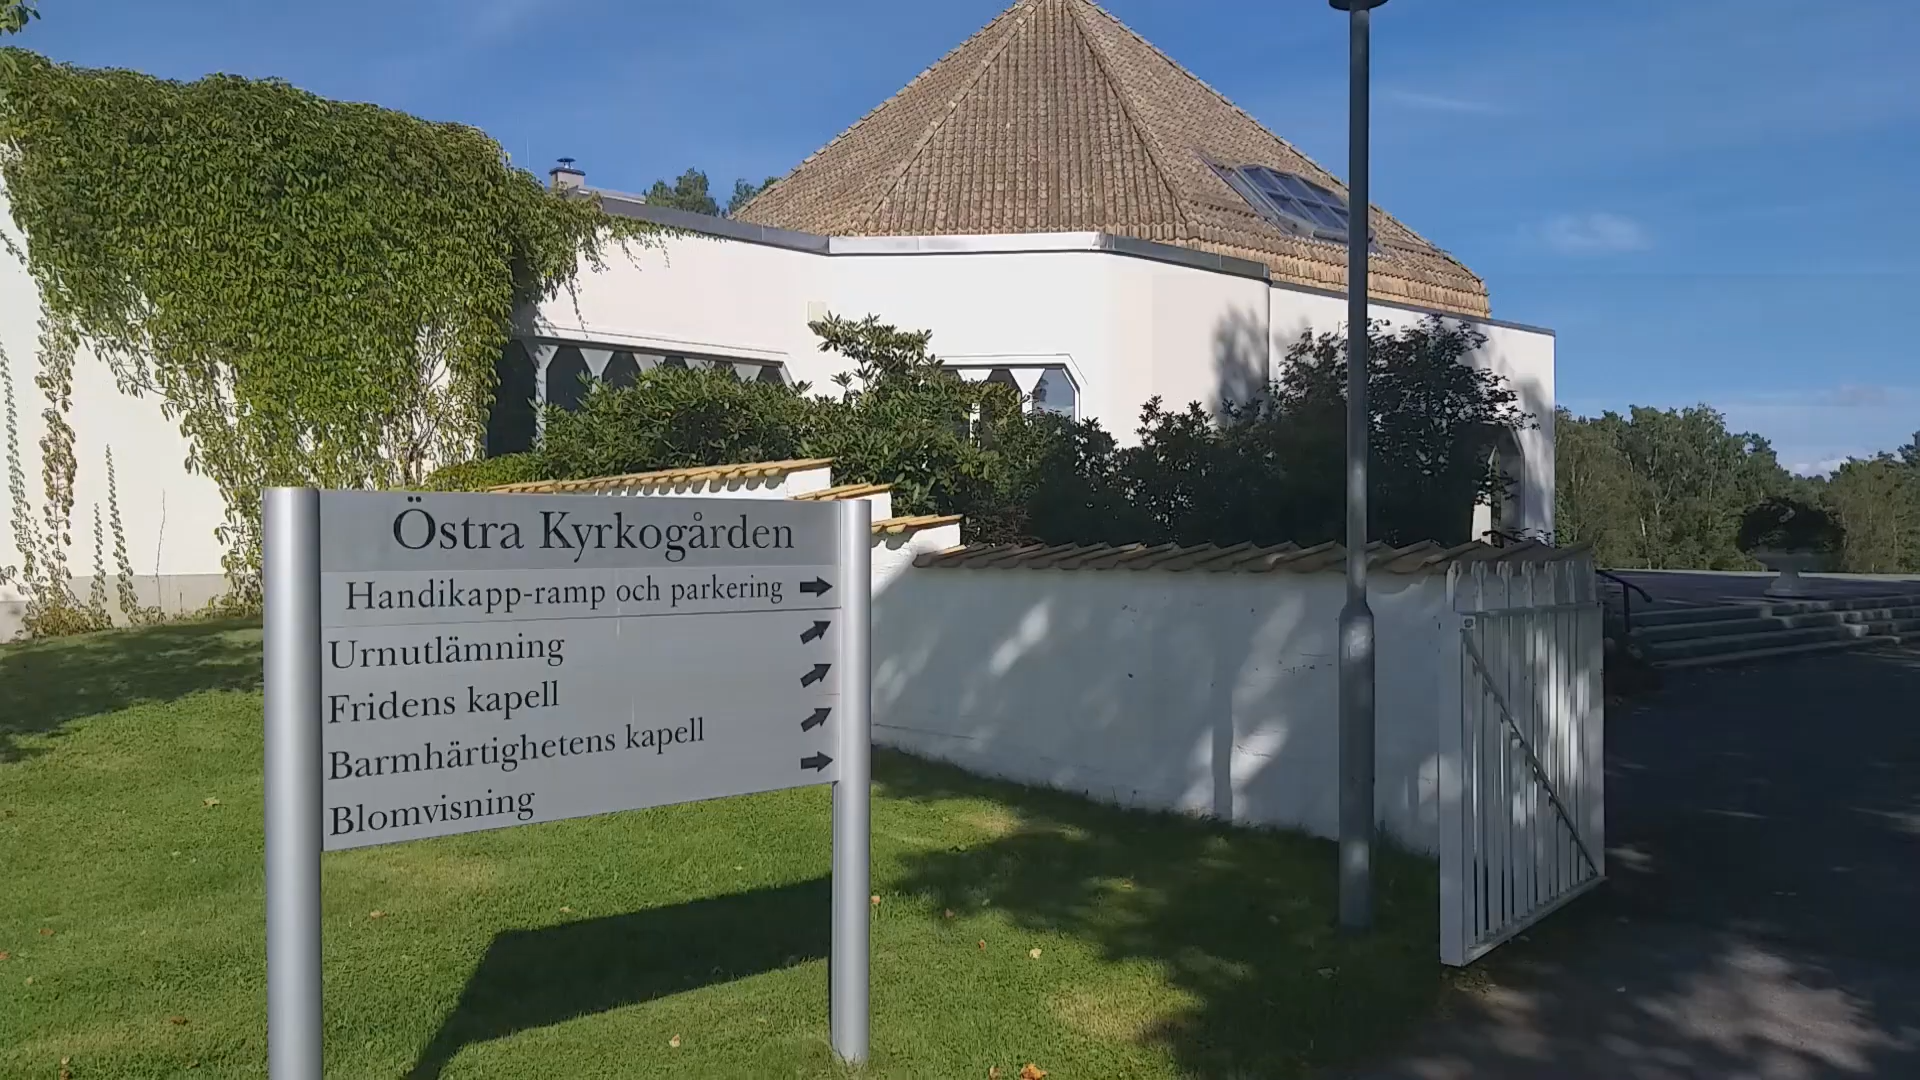 Östra Kyrkogården
Handikapp-ramp och parkering
Urnutlämning
Fridens kapell
Barmhärtighetens kapell
Blomvisning